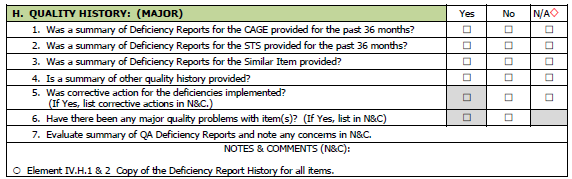 H. QUALITY HISTORY: (MAJOR) Yes No N/A◇
1. Was a summary of Deficiency Reports for the CAGE provided for the past 36 months? ☐ ☐ ☐
2. Was a summary of Deficiency Reports for the STS provided for the past 36 months? ☐ ☐ ☐
3. Was a summary of Deficiency Reports for the Similar Item provided? ☐ ☐ ☐
4. Is a summary of other quality history provided? ☐ ☐ ☐
5. Was corrective action for the deficiencies implemented? ☐ ☐ ☐
(If Yes, list corrective actions in N&C.)
6. Have there been any major quality problems with item(s)? (If Yes, list in N&C) ☐ ☐
7. Evaluate summary of QA Deficiency Reports and note any concerns in N&C.
NOTES & COMMENTS (N&C):
○ Element IV.H.1 & 2 Copy of the Deficiency Report History for all items.